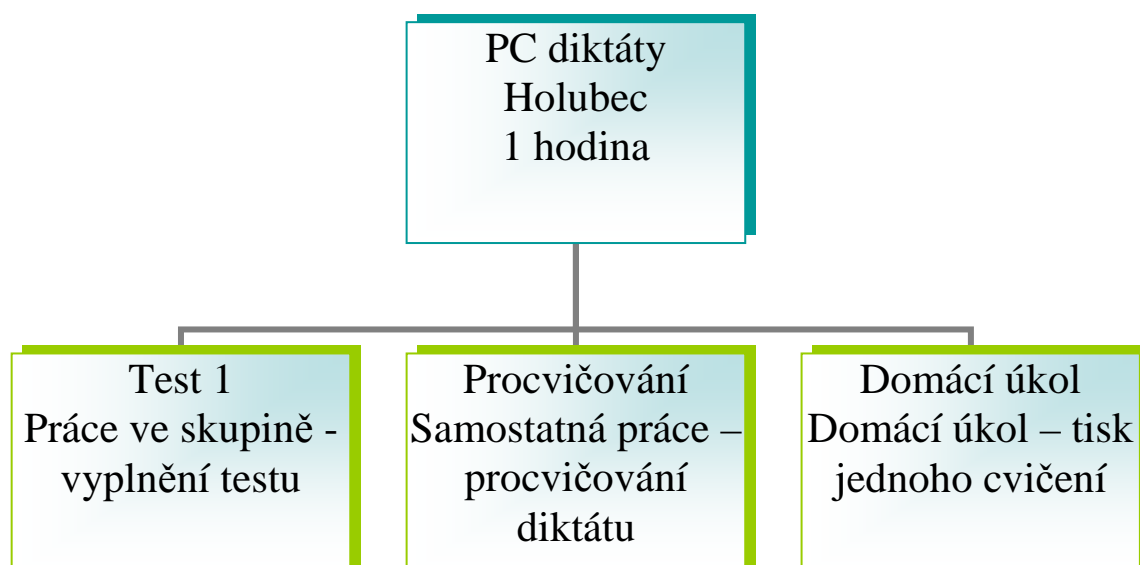 PC diktáty
Holubec
1 hodina
Test 1
Práce ve skupině -
vyplnění testu
Procvičování
Samostatná práce –
procvičování
diktátu
Domácí úkol
Domácí úkol – tisk
jednoho cvičení